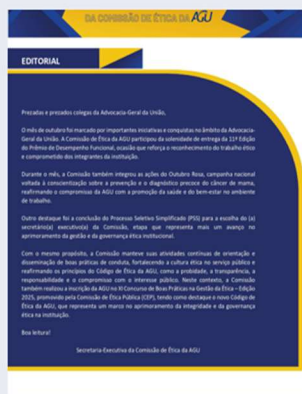 DA COMISSÃO DE ÉTICA DA AGU
EDITORIAL
Prezadas e prezados colegas da Advocacia-Geral da União,
O mês de outubro foi marcado por importantes iniciativas e conquistas no âmbito da Advocacia-
Geral da União. A Comissão de Ética da AGU participou da solenidade de entrega da 11ª Edição
do Prêmio de Desempenho Funcional, ocasião que reforça o reconhecimento do trabalho ético
e comprometido dos integrantes da instituição.
Durante o mês, a Comissão também integrou as ações do Outubro Rosa, campanha nacional
voltada à conscientização sobre a prevenção e o diagnóstico precoce do câncer de mama,
reafirmando o compromisso da AGU com a promoção da saúde e do bem-estar no ambiente
de trabalho.
Outro destaque foi a conclusão do Processo Seletivo Simplificado (PSS) para a escolha do (a)
secretário(a) executivo(a) da Comissão, etapa que representa mais um avanço no
aprimoramento da gestão e da governança ética institucional.
Com o mesmo propósito, a Comissão manteve suas atividades contínuas de orientação e
disseminação de boas práticas de conduta, fortalecendo a cultura ética no serviço público e
reafirmando os princípios do Código de Ética da AGU, como a probidade, a transparência, a
responsabilidade e o compromisso com o interesse público. Neste contexto, a Comissão
também realizou a inscrição da AGU no XI Concurso de Boas Práticas na Gestão da Ética – Edição
2025, promovido pela Comissão de Ética Pública (CEP), tendo como destaque o novo Código de
Ética da AGU, que representa um marco no aprimoramento da integridade e da governança
ética na instituição.
Boa leitura!
Secretaria-Executiva da Comissão de Ética da AGU